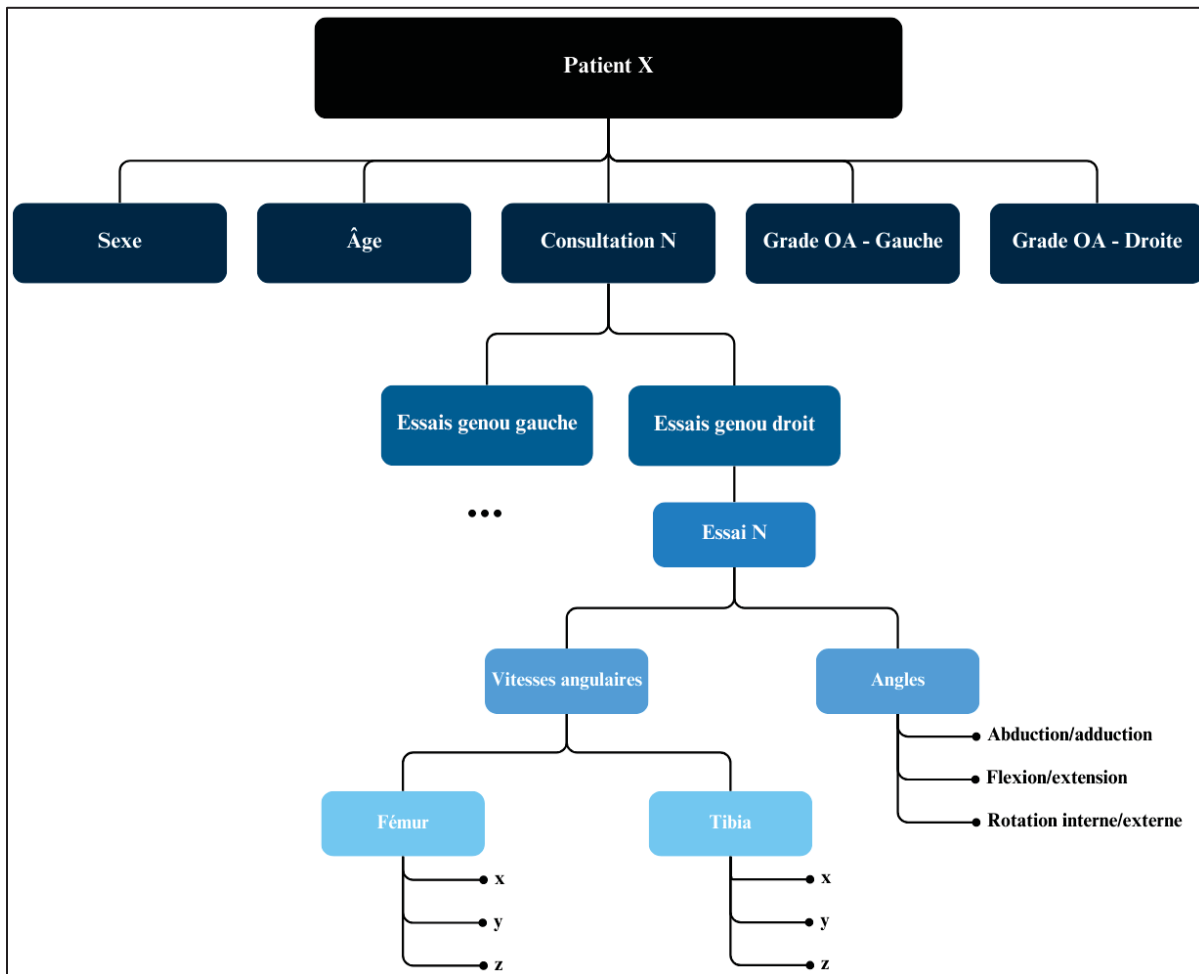 Patient X
Sexe
Âge
Consultation N
Grade OA - Gauche
Grade OA - Droite
Essais genou gauche
Essais genou droit
...
Essai N
Vitesses angulaires
Angles
Abduction/adduction
Flexion/extension
Rotation interne/externe
Fémur
Tibia
x
x
y
y
z
z